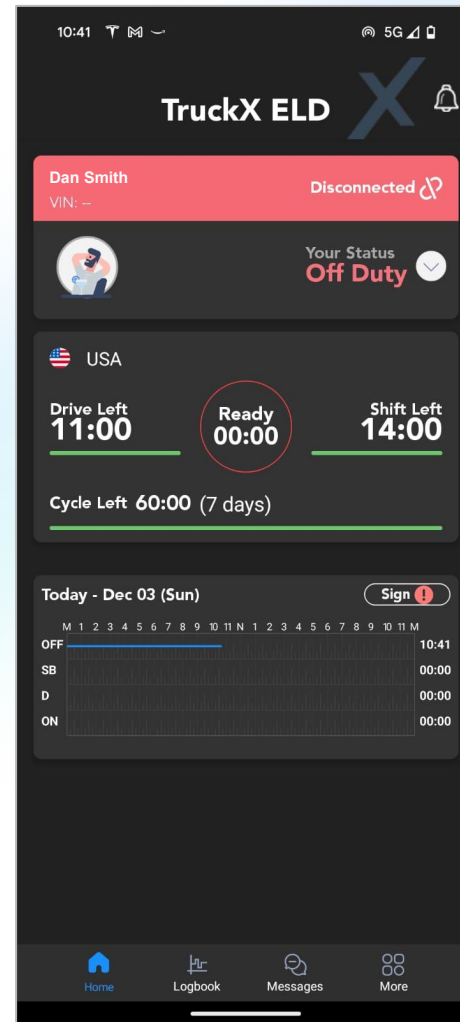 10:41 5G
TruckX ELD
Dan Smith
Disconnected
VIN: --
Your Status
Off Duty
USA
Drive Left
11:00
Ready
00:00
Shift Left
14:00
Cycle Left 60:00 (7 days)
Today - Dec 03 (Sun) Sign
M 1 2 3 4 5 6 7 8 9 10 11 N 1 2 3 4 5 6 7 8 9 10 11 M
OFF 10:41
SB 00:00
D 00:00
ON 00:00
Home Logbook Messages More